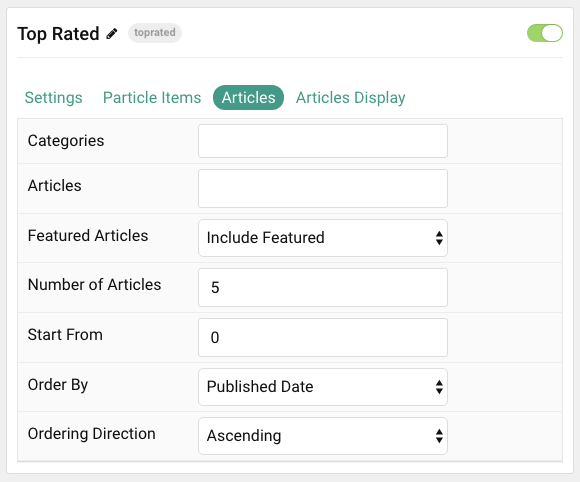 Top Rated toprated
Settings Particle Items Articles Articles Display
Categories
Articles
Featured Articles Include Featured
Number of Articles 5
Start From 0
Order By Published Date
Ordering Direction Ascending